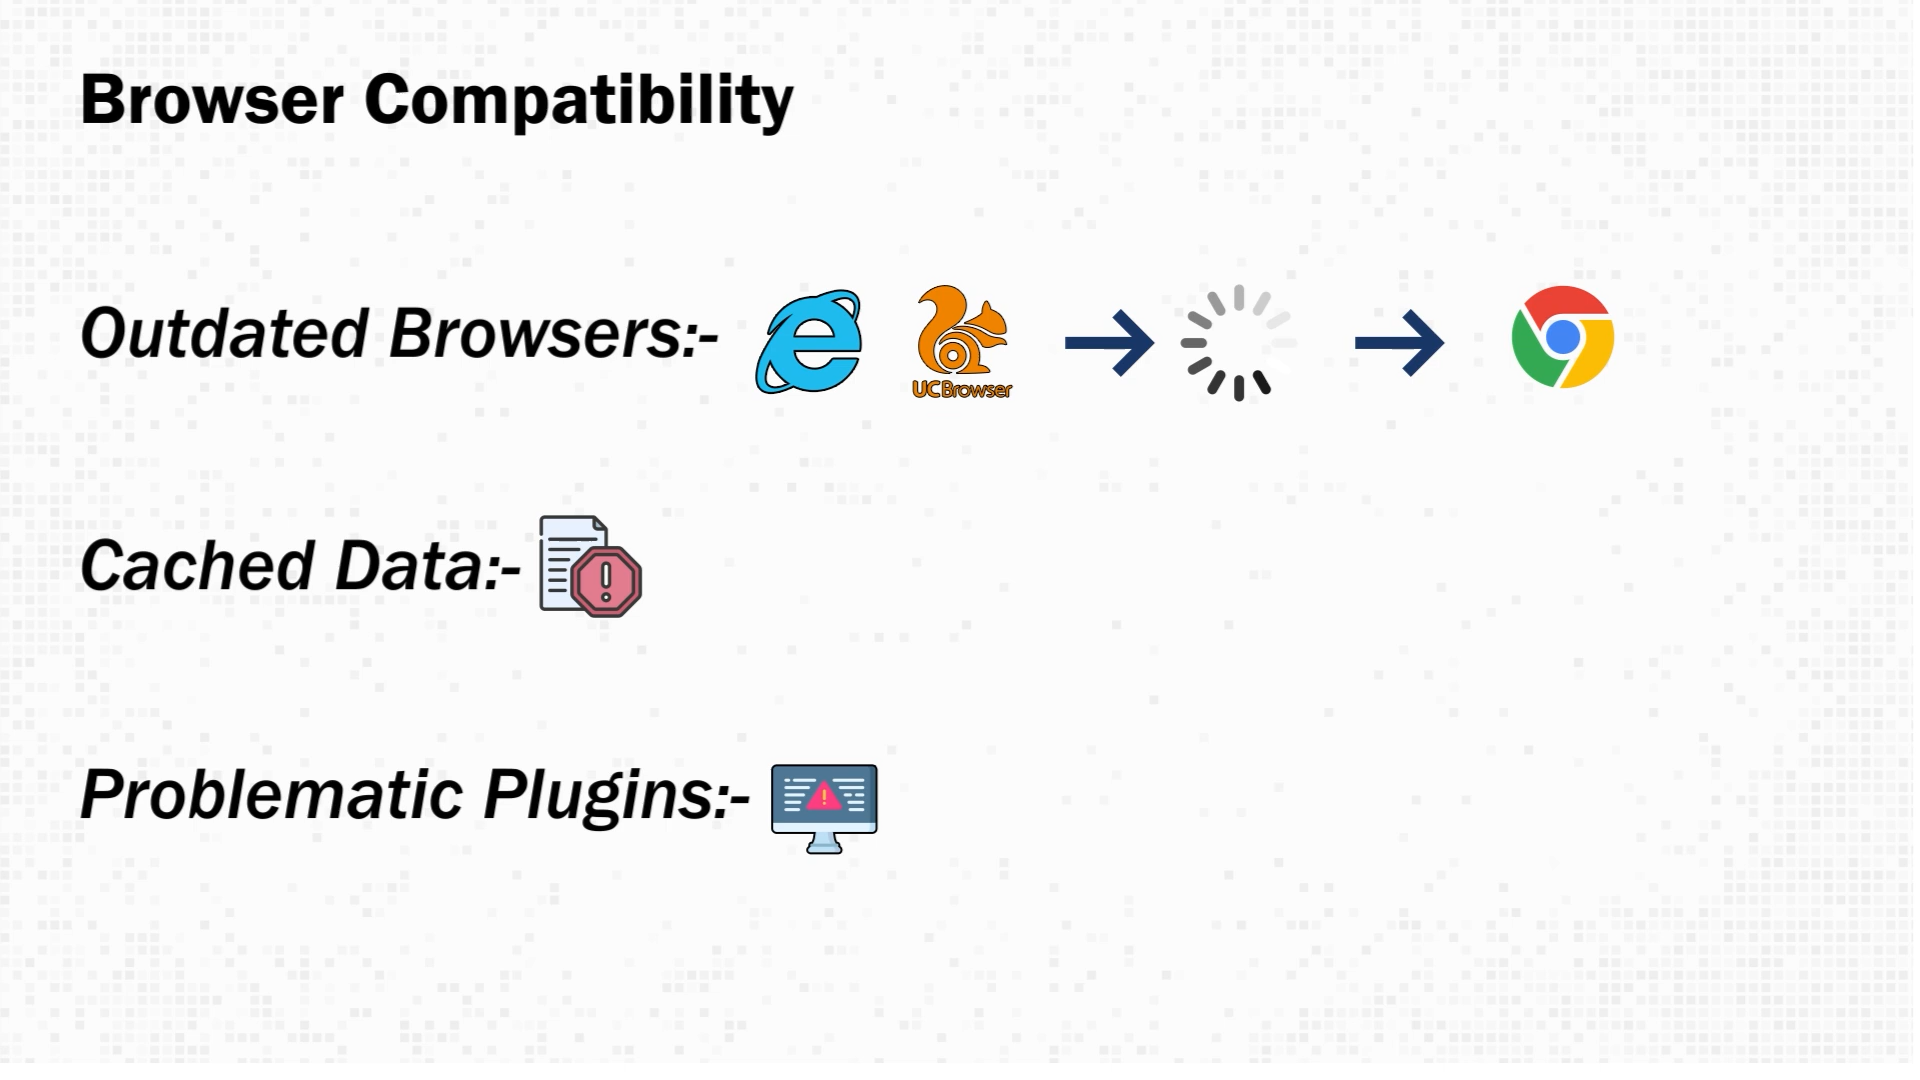 Browser Compatibility
Outdated Browsers:-
UCBrowser
Cached Data:-
Problematic Plugins:-